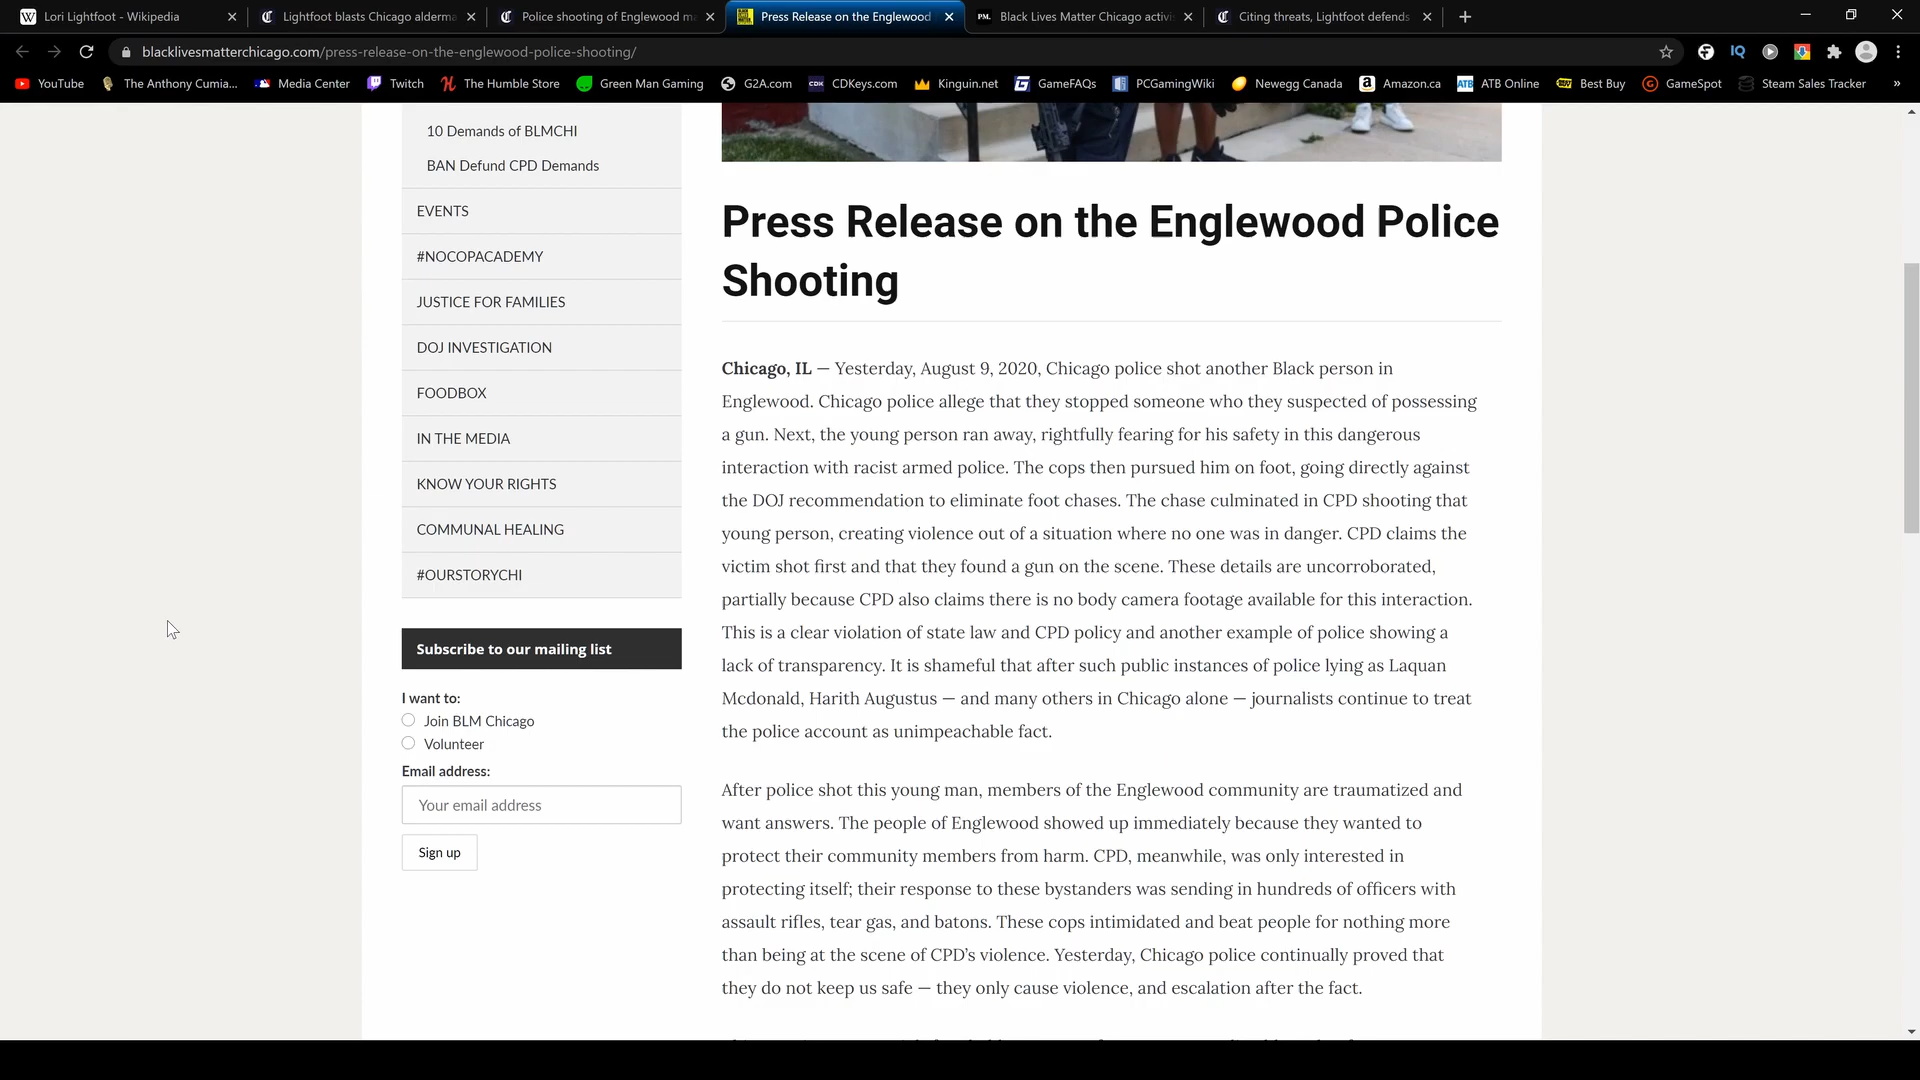 Lori Lightfoot - Wikipedia
Lightfoot blasts Chicago alderma
Police shooting of Englewood m
Press Release on the Englewood
Black Lives Matter Chicago activi
Citing threats, Lightfoot defends
blacklivesmatterchicago.com/press-release-on-the-englewood-police-shooting/
YouTube
The Anthony Cumia...
Media Center
Twitch
The Humble Store
Green Man Gaming
G2A.com
CDKeys.com
Kinguin.net
GameFAQs
PCGamingWiki
Newegg Canada
Amazon.ca
ATB Online
Best Buy
GameSpot
Steam Sales Tracker
10 Demands of BLMCHI
BAN Defund CPD Demands
EVENTS
#NOCOPACADEMY
JUSTICE FOR FAMILIES
DOJ INVESTIGATION
FOODBOX
IN THE MEDIA
KNOW YOUR RIGHTS
COMMUNAL HEALING
#OURSTORYCHI
Subscribe to our mailing list
I want to:
Join BLM Chicago
Volunteer
Email address:
Your email address
Sign up
Press Release on the Englewood Police
Shooting
Chicago, IL — Yesterday, August 9, 2020, Chicago police shot another Black person in
Englewood. Chicago police allege that they stopped someone who they suspected of possessing
a gun. Next, the young person ran away, rightfully fearing for his safety in this dangerous
interaction with racist armed police. The cops then pursued him on foot, going directly against
the DOJ recommendation to eliminate foot chases. The chase culminated in CPD shooting that
young person, creating violence out of a situation where no one was in danger. CPD claims the
victim shot first and that they found a gun on the scene. These details are uncorroborated,
partially because CPD also claims there is no body camera footage available for this interaction.
This is a clear violation of state law and CPD policy and another example of police showing a
lack of transparency. It is shameful that after such public instances of police lying as Laquan
Mcdonald, Harith Augustus — and many others in Chicago alone — journalists continue to treat
the police account as unimpeachable fact.
After police shot this young man, members of the Englewood community are traumatized and
want answers. The people of Englewood showed up immediately because they wanted to
protect their community members from harm. CPD, meanwhile, was only interested in
protecting itself; their response to these bystanders was sending in hundreds of officers with
assault rifles, tear gas, and batons. These cops intimidated and beat people for nothing more
than being at the scene of CPD’s violence. Yesterday, Chicago police continually proved that
they do not keep us safe — they only cause violence, and escalation after the fact.